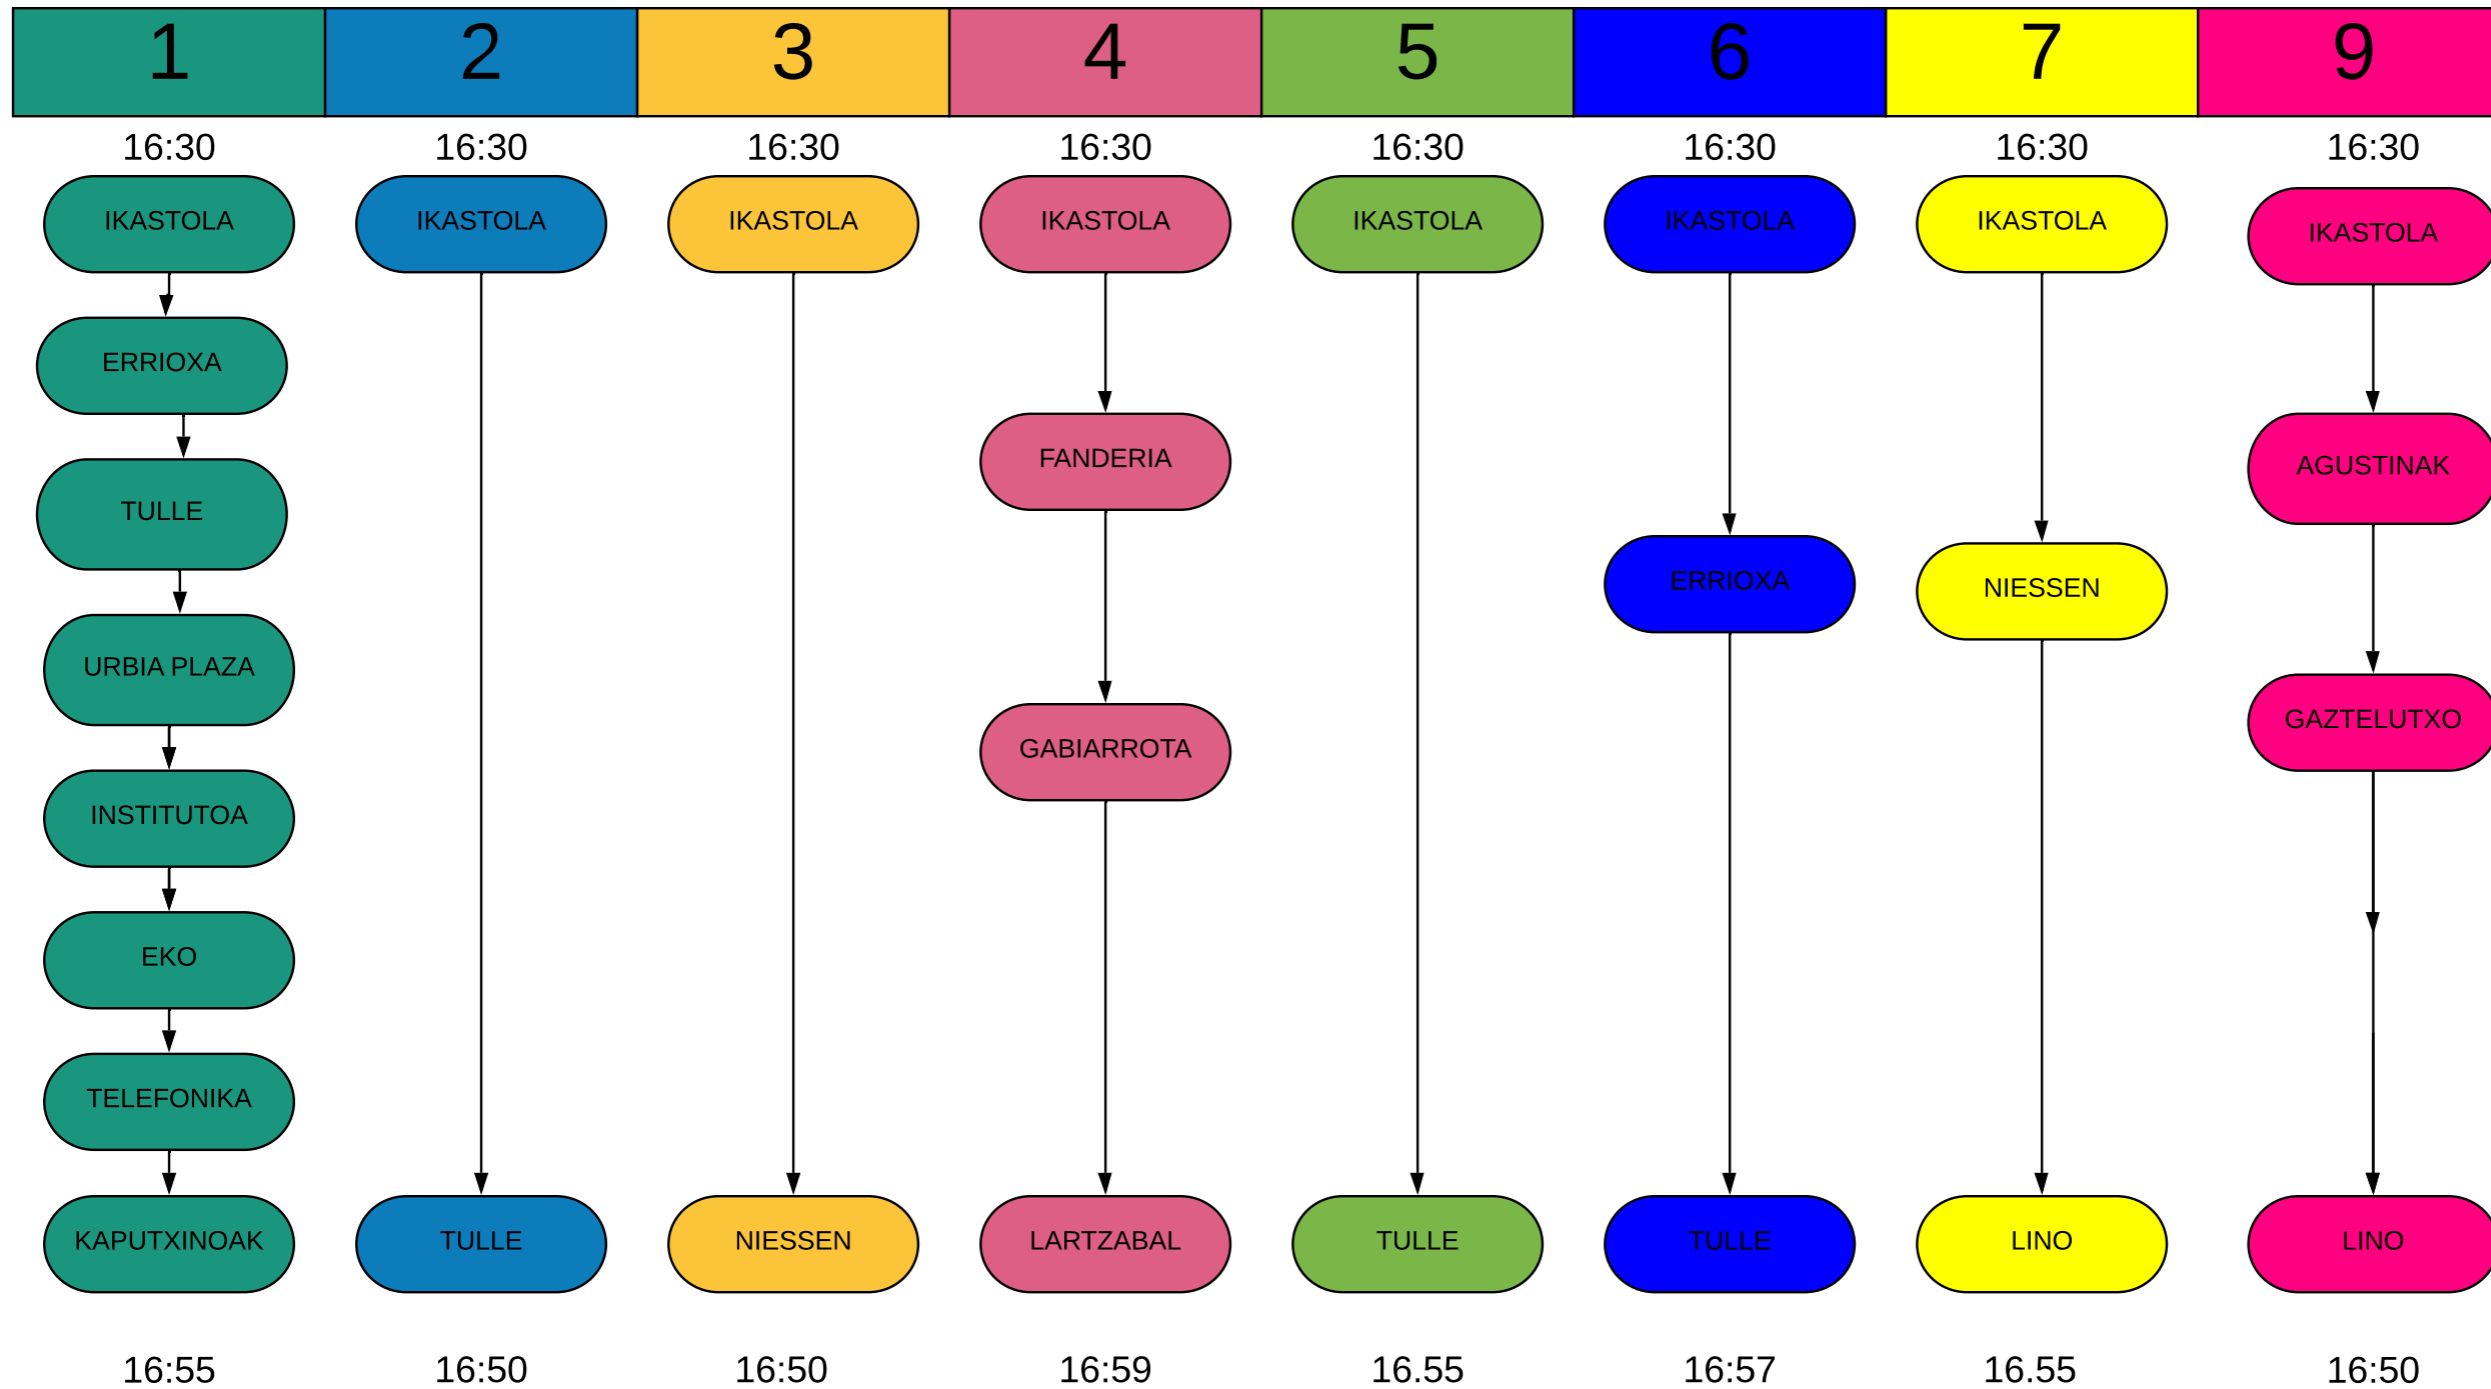 1
2
3
4
5
6
7
9
16:30
16:30
16:30
16:30
16:30
16:30
16:30
16:30
IKASTOLA
IKASTOLA
IKASTOLA
IKASTOLA
IKASTOLA
IKASTOLA
IKASTOLA
IKASTOLA
ERRIOXA
FANDERIA
AGUSTINAK
TULLE
ERRIOXA
NIESSEN
URBIA PLAZA
GAZTELUTXO
GABIARROTA
INSTITUTOA
EKO
TELEFONIKA
KAPUTXINOAK
TULLE
NIESSEN
LARTZABAL
TULLE
TULLE
LINO
LINO
16:55
16:50
16:50
16:59
16.55
16:57
16.55
16:50